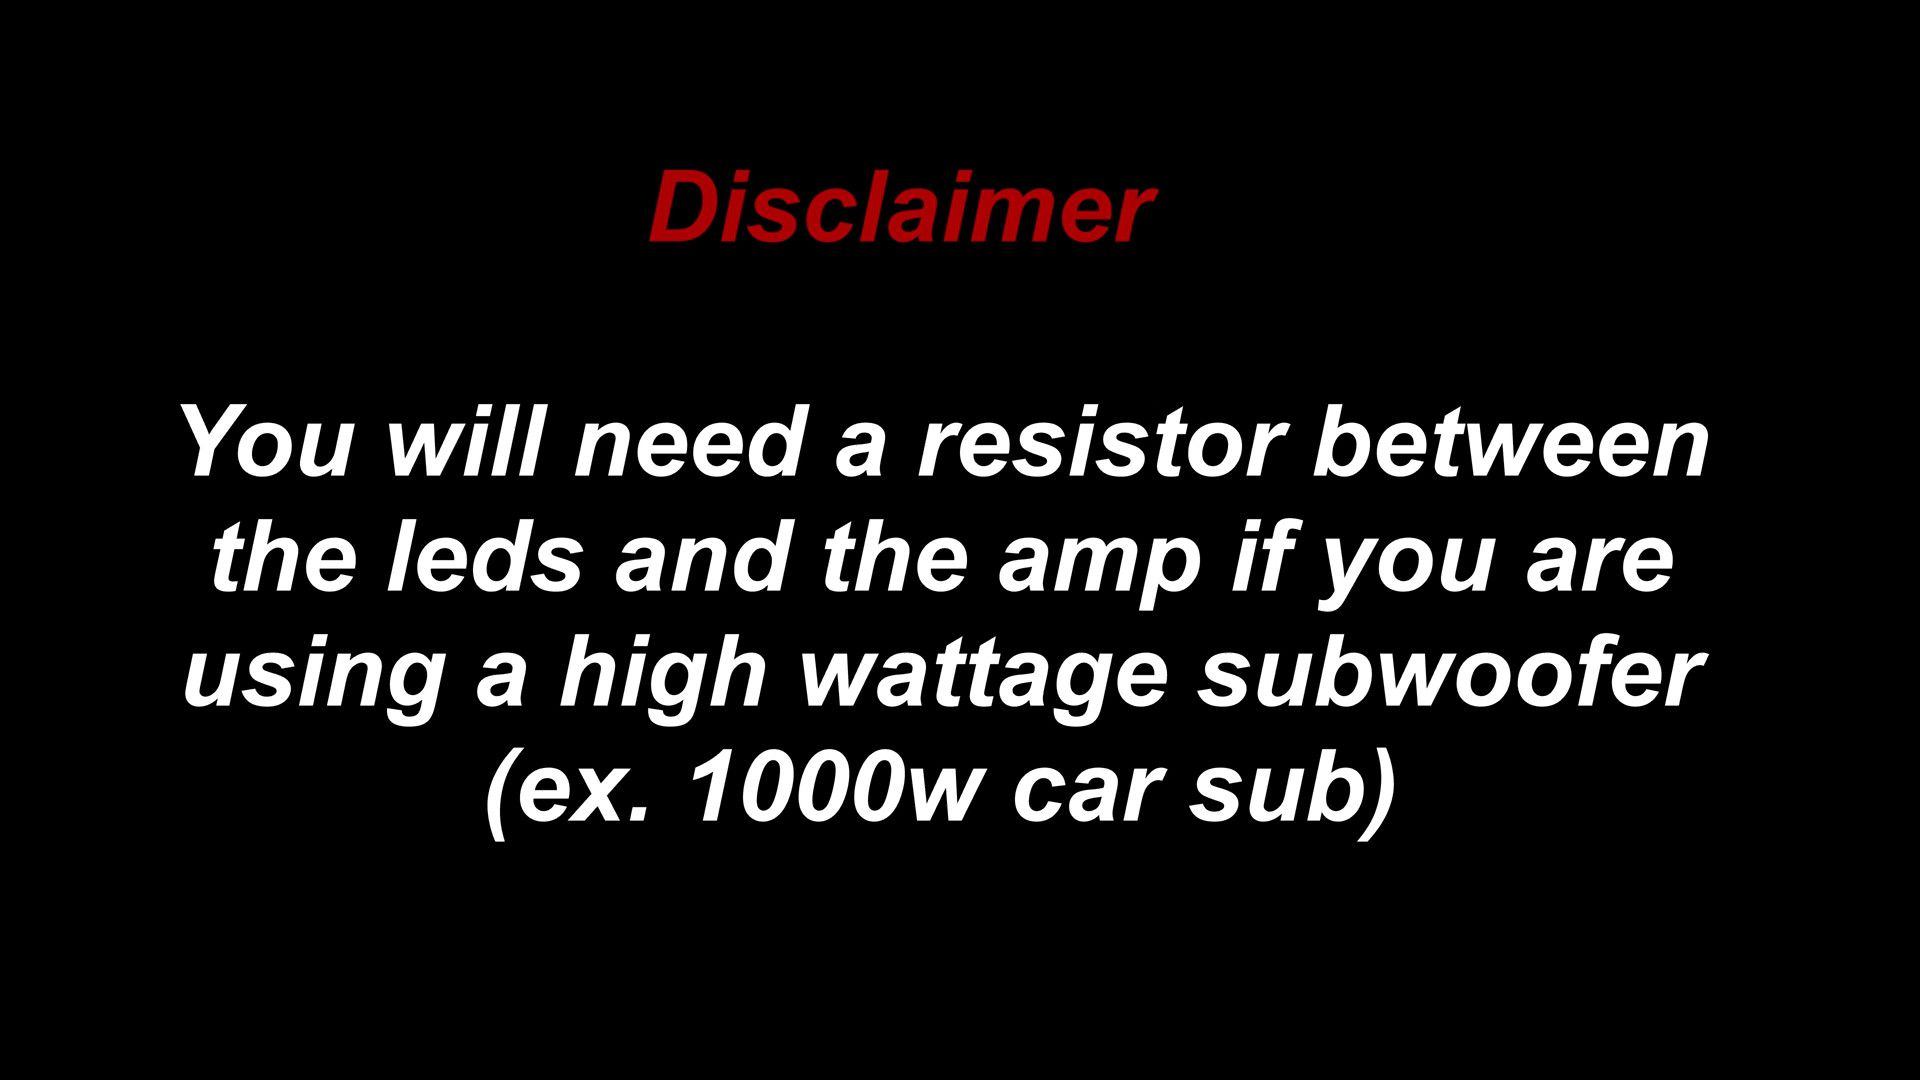 Disclaimer
You will need a resistor between
the leds and the amp if you are
using a high wattage subwoofer
(ex. 1000w car sub)